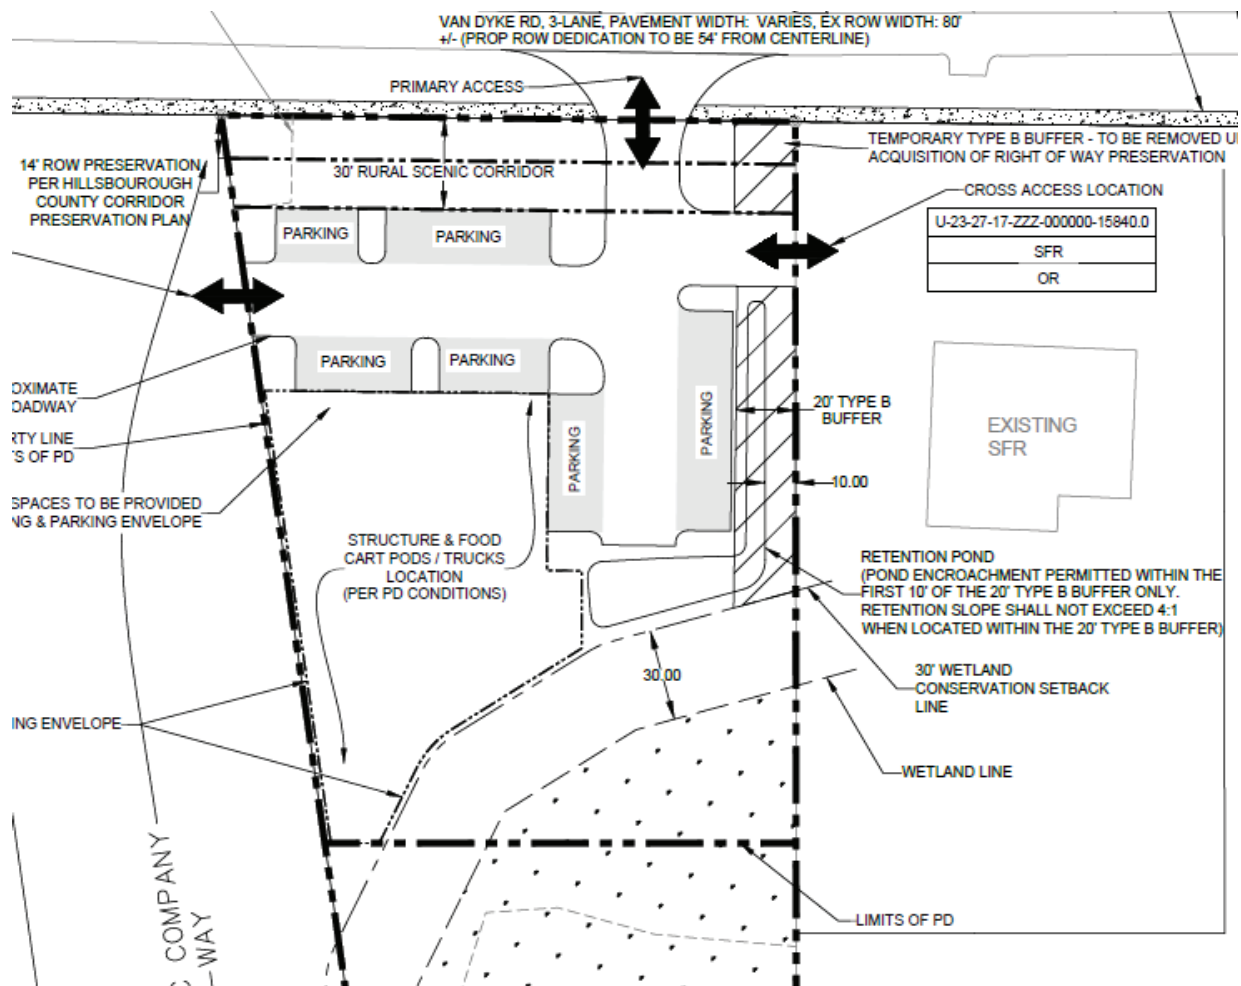 VAN DYKE RD, 3-LANE, PAVEMENT WIDTH: VARIES, EX ROW WIDTH: 80'
+/- (PROP ROW DEDICATION TO BE 54' FROM CENTERLINE)
PRIMARY ACCESS
TEMPORARY TYPE B BUFFER - TO BE REMOVED
ACQUISITION OF RIGHT OF WAY PRESERVATION
14' ROW PRESERVATION
PER HILLSBOUROUGH
COUNTY CORRIDOR
PRESERVATION PLAN
30' RURAL SCENIC CORRIDOR
CROSS ACCESS LOCATION
U-23-27-17-ZZZ-000000-15840.0
SFR
OR
PARKING
PARKING
PARKING
PARKING
OXIMATE
OADWAY
RTY LINE
S OF PD
20' TYPE B
BUFFER
PARKING
PARKING
EXISTING
SFR
10.00
SPACES TO BE PROVIDED
NG & PARKING ENVELOPE
STRUCTURE & FOOD
CART PODS / TRUCKS
LOCATION
(PER PD CONDITIONS)
RETENTION POND
(POND ENCROACHMENT PERMITTED WITHIN THE
FIRST 10' OF THE 20' TYPE B BUFFER ONLY.
RETENTION SLOPE SHALL NOT EXCEED 4:1
WHEN LOCATED WITHIN THE 20' TYPE B BUFFER)
30.00
30' WETLAND
CONSERVATION SETBACK
LINE
ING ENVELOPE
WETLAND LINE
COMPANY
WAY
LIMITS OF PD